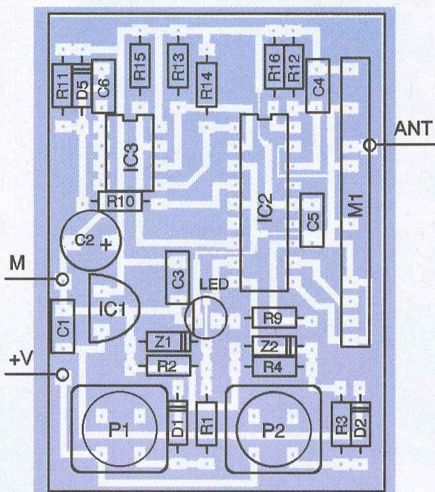 R11
D5
C6
R15
R13
R14
R16
R12
C4
ANT
IC3
IC2
M1
R10
C5
C2 +
M
C3
LED
C1
IC1
R9
Z1
Z2
+V
R2
R4
P1
D1
R1
P2
R3
D2